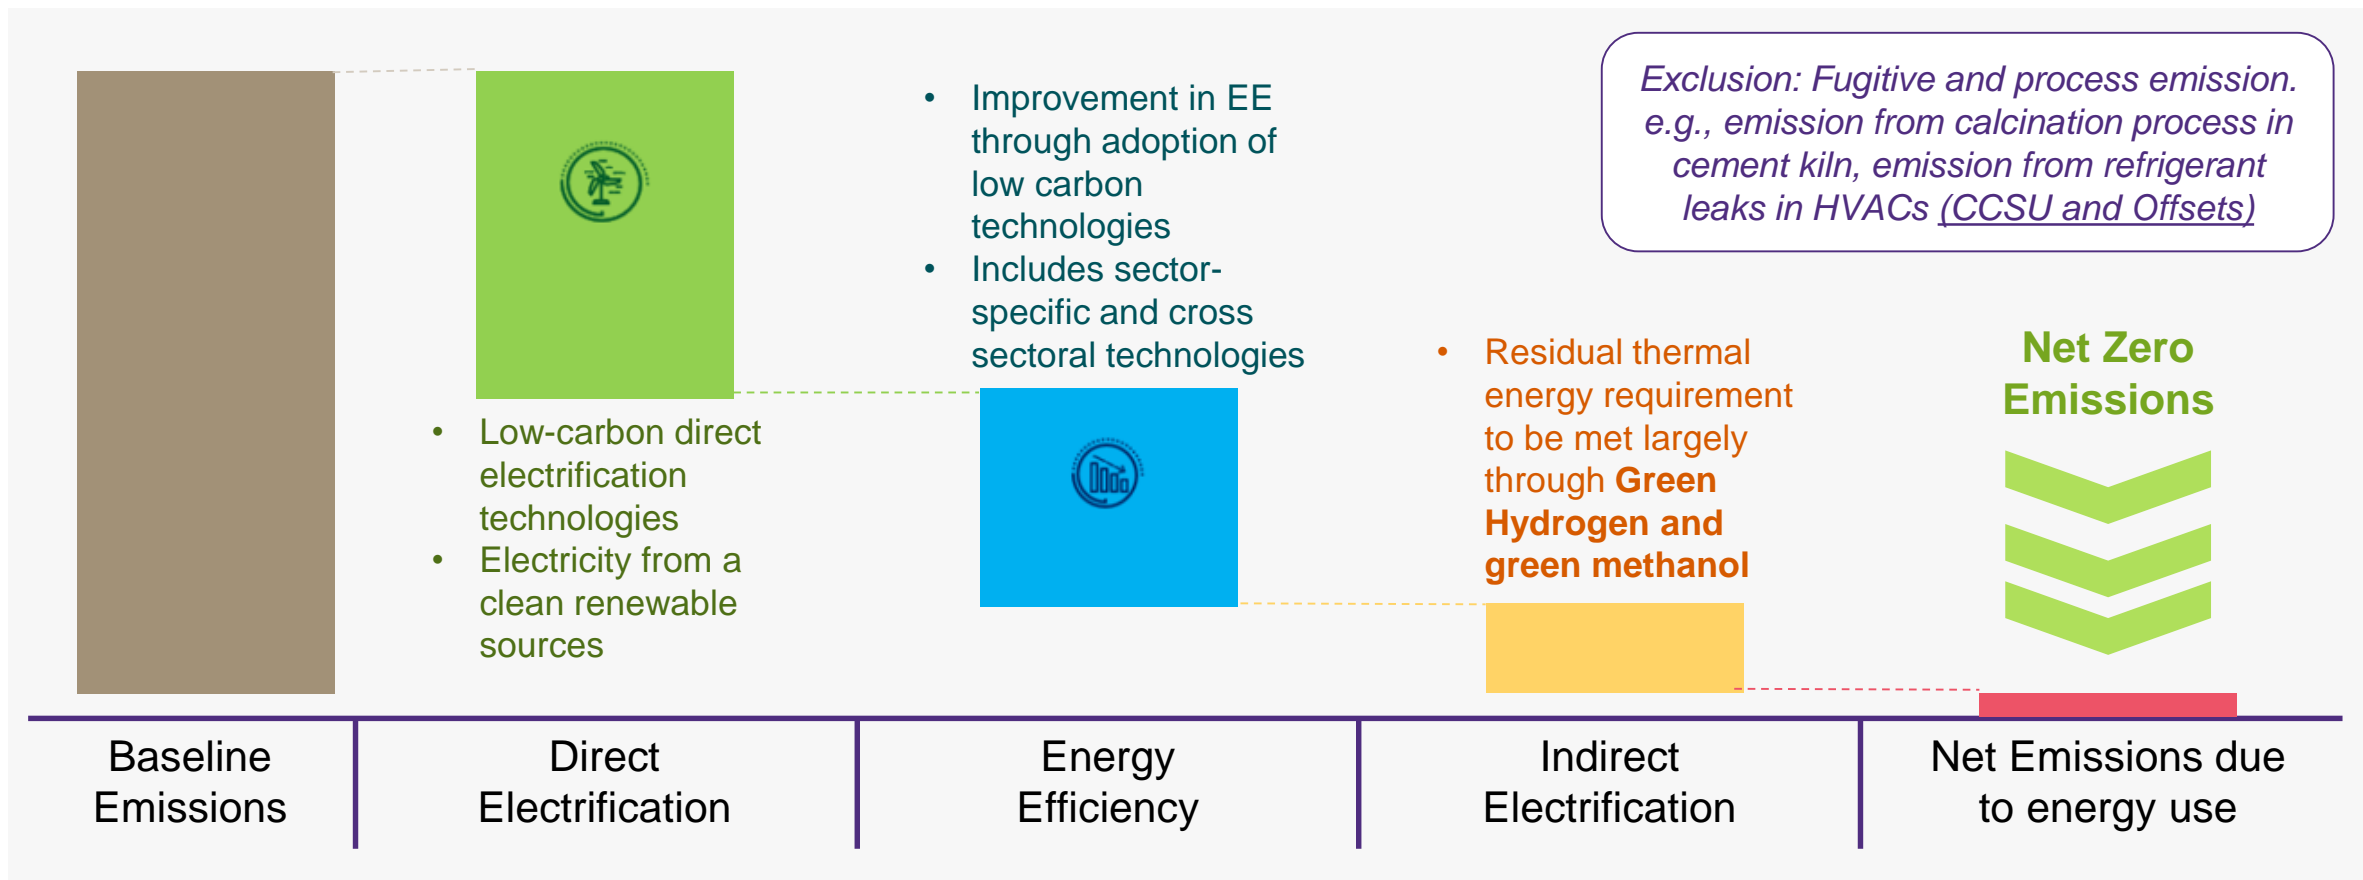 Exclusion: Fugitive and process emission.
e.g., emission from calcination process in
cement kiln, emission from refrigerant
leaks in HVACs (CCSU and Offsets)
• Low-carbon direct
electrification
technologies
• Electricity from a
clean renewable
sources
• Improvement in EE
through adoption of
low carbon
technologies
• Includes sector-
specific and cross
sectoral technologies
• Residual thermal
energy requirement
to be met largely
through Green
Hydrogen and
green methanol
Net Zero
Emissions
Baseline
Emissions
Direct
Electrification
Energy
Efficiency
Indirect
Electrification
Net Emissions due
to energy use